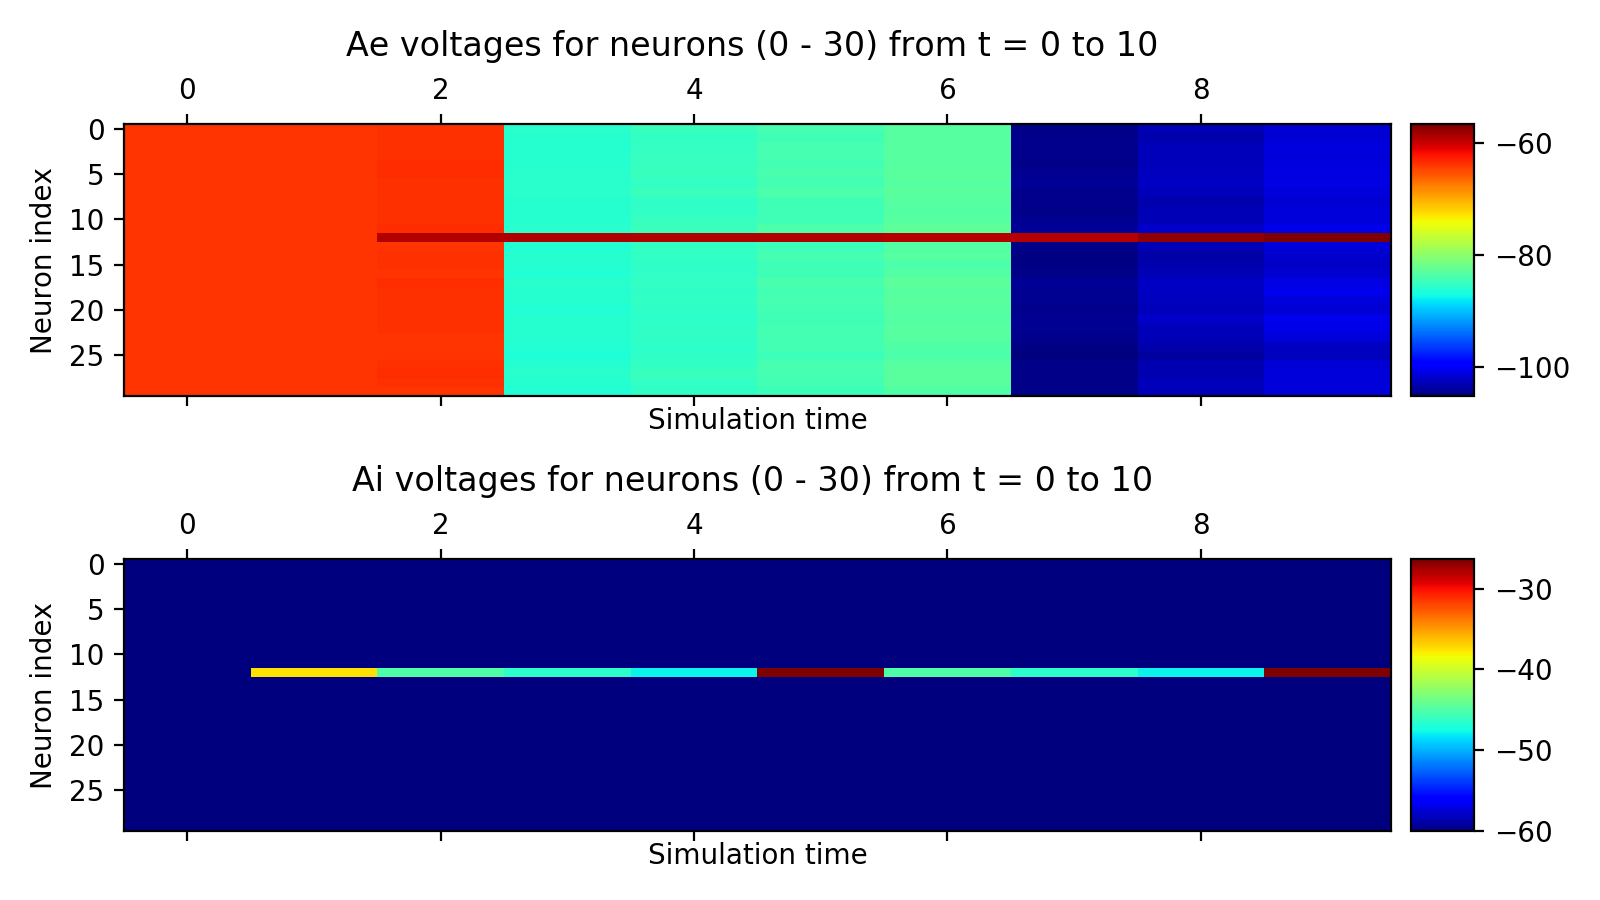 Ae voltages for neurons (0 - 30) from t = 0 to 10
0 2 4 6 8
Neuron index
0
5
10
15
20
25
−60
−80
−100
Simulation time
Ai voltages for neurons (0 - 30) from t = 0 to 10
0 2 4 6 8
Neuron index
0
5
10
15
20
25
−30
−40
−50
−60
Simulation time